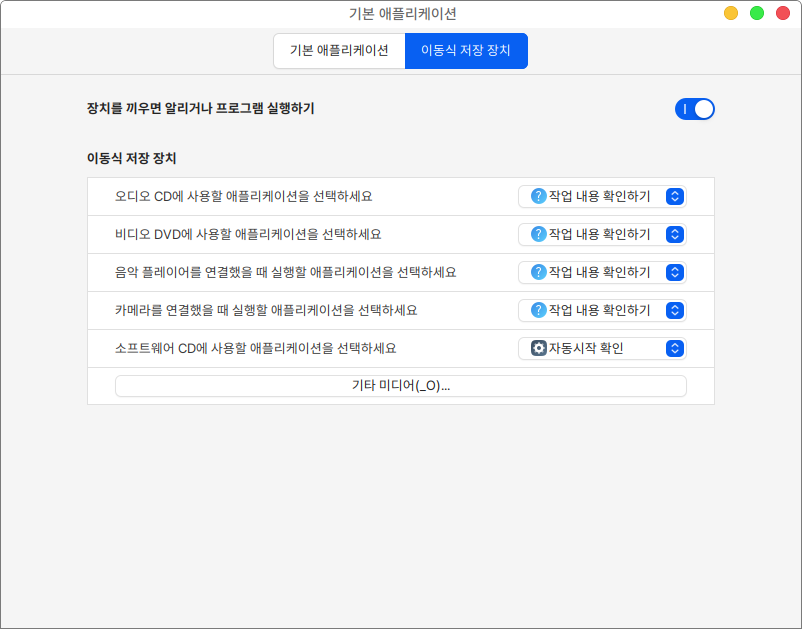 기본 애플리케이션
기본 애플리케이션 이동식 저장 장치
장치를 끼우면 알리거나 프로그램 실행하기
이동식 저장 장치
오디오 CD에 사용할 애플리케이션을 선택하세요 작업 내용 확인하기
비디오 DVD에 사용할 애플리케이션을 선택하세요 작업 내용 확인하기
음악 플레이어를 연결했을 때 실행할 애플리케이션을 선택하세요 작업 내용 확인하기
카메라를 연결했을 때 실행할 애플리케이션을 선택하세요 작업 내용 확인하기
소프트웨어 CD에 사용할 애플리케이션을 선택하세요 자동시작 확인
기타 미디어(_O)...